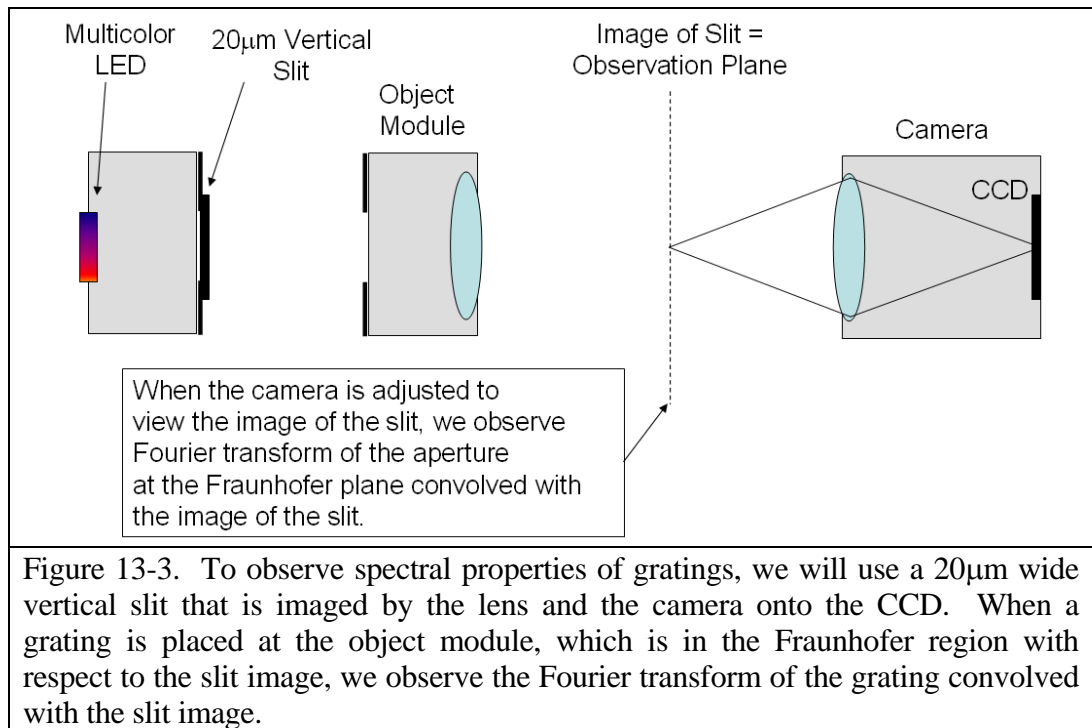 Multicolor
LED
20μm Vertical
Slit
Object
Module
Image of Slit =
Observation Plane
Camera
CCD
When the camera is adjusted to
view the image of the slit, we observe
Fourier transform of the aperture
at the Fraunhofer plane convolved with
the image of the slit.
Figure 13-3. To observe spectral properties of gratings, we will use a 20μm wide
vertical slit that is imaged by the lens and the camera onto the CCD. When a
grating is placed at the object module, which is in the Fraunhofer region with
respect to the slit image, we observe the Fourier transform of the grating convolved
with the slit image.